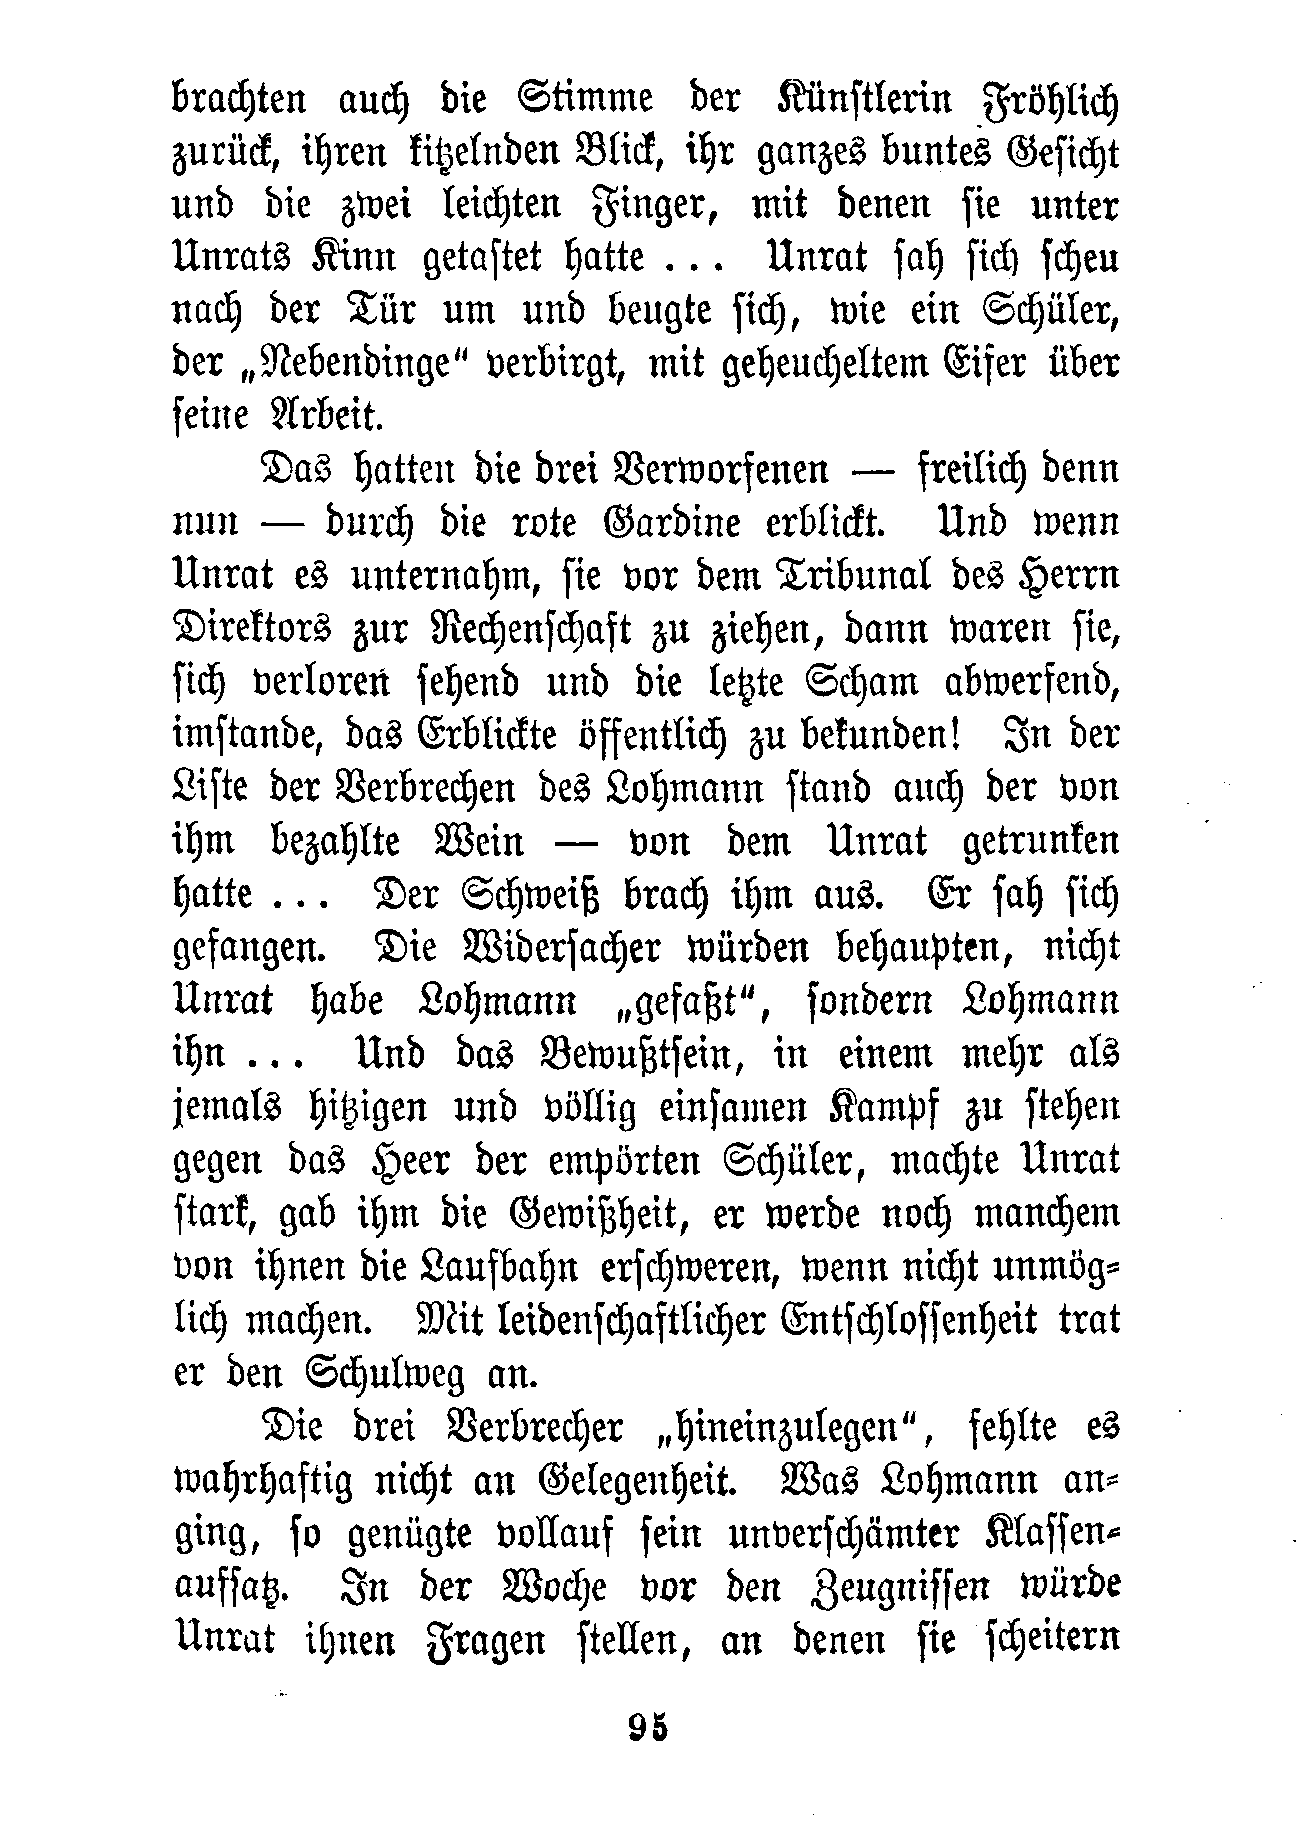 brachten auch die Stimme der Künstlerin Fröhlich
zurück, ihren kitzelnden Blick, ihr ganzes buntes Gesicht
und die zwei leichten Finger, mit denen sie unter
Unrats Kinn getastet hatte . . . Unrat sah sich scheu
nach der Tür um und beugte sich, wie ein Schüler,
der „Nebendinge“ verbirgt, mit geheucheltem Eifer über
seine Arbeit.
Das hatten die drei Verworfenen — freilich denn
nun — durch die rote Gardine erblickt. Und wenn
Unrat es unternahm, sie vor dem Tribunal des Herrn
Direktors zur Rechenschaft zu ziehen, dann waren sie,
sich verloren sehend und die letzte Scham abwerfend,
imstande, das Erblickte öffentlich zu bekunden! In der
Liste der Verbrechen des Lohmann stand auch der von
ihm bezahlte Wein — von dem Unrat getrunken
hatte . . . Der Schweiß brach ihm aus. Er sah sich
gefangen. Die Widersacher würden behaupten, nicht
Unrat habe Lohmann „gefaßt“, sondern Lohmann
ihn . . . Und das Bewußtsein, in einem mehr als
jemals hitzigen und völlig einsamen Kampf zu stehen
gegen das Heer der empörten Schüler, machte Unrat
stark, gab ihm die Gewißheit, er werde noch manchem
von ihnen die Laufbahn erschweren, wenn nicht unmög-
lich machen. Mit leidenschaftlicher Entschlossenheit trat
er den Schulweg an.
Die drei Verbrecher „hineinzulegen“, fehlte es
wahrhaftig nicht an Gelegenheit. Was Lohmann an-
ging, so genügte vollauf sein unverschämter Klassen-
aufsatz. In der Woche vor den Zeugnissen würde
Unrat ihnen Fragen stellen, an denen sie scheitern
95